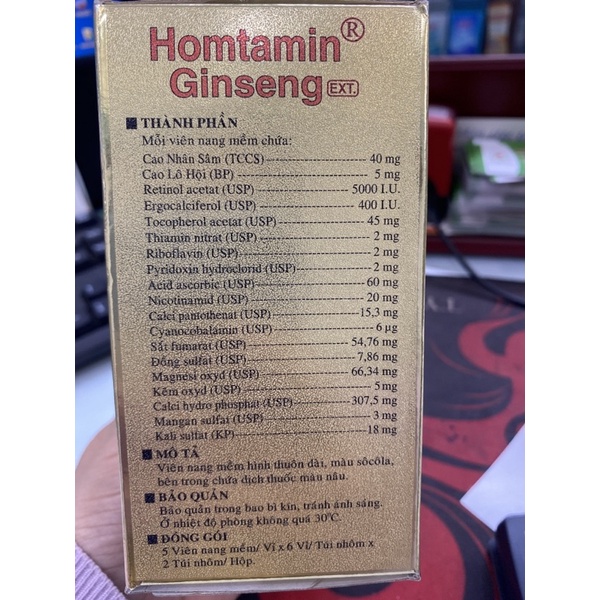 Homtamin®
Ginseng EXT.
■ THÀNH PHẦN
Mỗi viên nang mềm chứa:
Cao Nhân Sâm (TCCS) 40 mg
Cao Lô Hội (BP) 5 mg
Retinol acetat (USP) 5000 I.U.
Ergocalciferol (USP) 400 I.U.
Tocopherol acetat (USP) 45 mg
Thiamin nitrat (USP) 2 mg
Riboflavin (USP) 2 mg
Pyridoxin hydroclorid (USP) 2 mg
Acid ascorbic (USP) 60 mg
Nicotinamid (USP) 20 mg
Calci pantothenat (USP) 15,3 mg
Cyanocobalamin (USP) 6 µg
Sắt fumarat (USP) 54,76 mg
Đồng sulfat (USP) 7,86 mg
Magnesi oxyd (USP) 66,34 mg
Kẽm oxyd (USP) 5 mg
Calci hydro phosphat (USP) 307,5 mg
Mangan sulfat (USP) 3 mg
Kali sulfat (KP) 18 mg
■ MÔ TẢ
Viên nang mềm hình thuôn dài, màu sôcôla,
bên trong chứa dịch thuốc màu nâu.
■ BẢO QUẢN
Bảo quản trong bao bì kín, tránh ánh sáng.
Ở nhiệt độ phòng không quá 30°C.
■ ĐÓNG GÓI
5 Viên nang mềm/ Vỉ x 6 Vỉ/ Túi nhôm x
2 Túi nhôm/ Hộp.